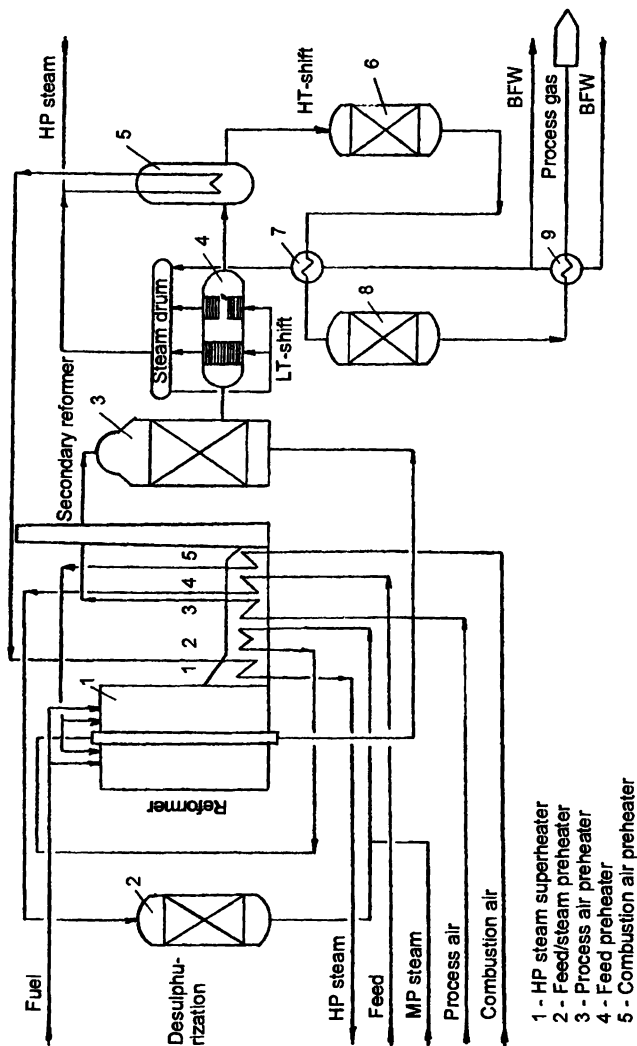 HP steam
5
HT-shift
6
BFW
Process gas
BFW
Steam drum
4
7
9
LT-shift
8
Secondary reformer
3
5
4
3
2
1
1
Reformer
2
Fuel
Desulphu-
rization
HP steam
Feed
MP steam
Process air
Combustion air
1 - HP steam superheater
2 - Feed/steam preheater
3 - Process air preheater
4 - Feed preheater
5 - Combustion air preheater